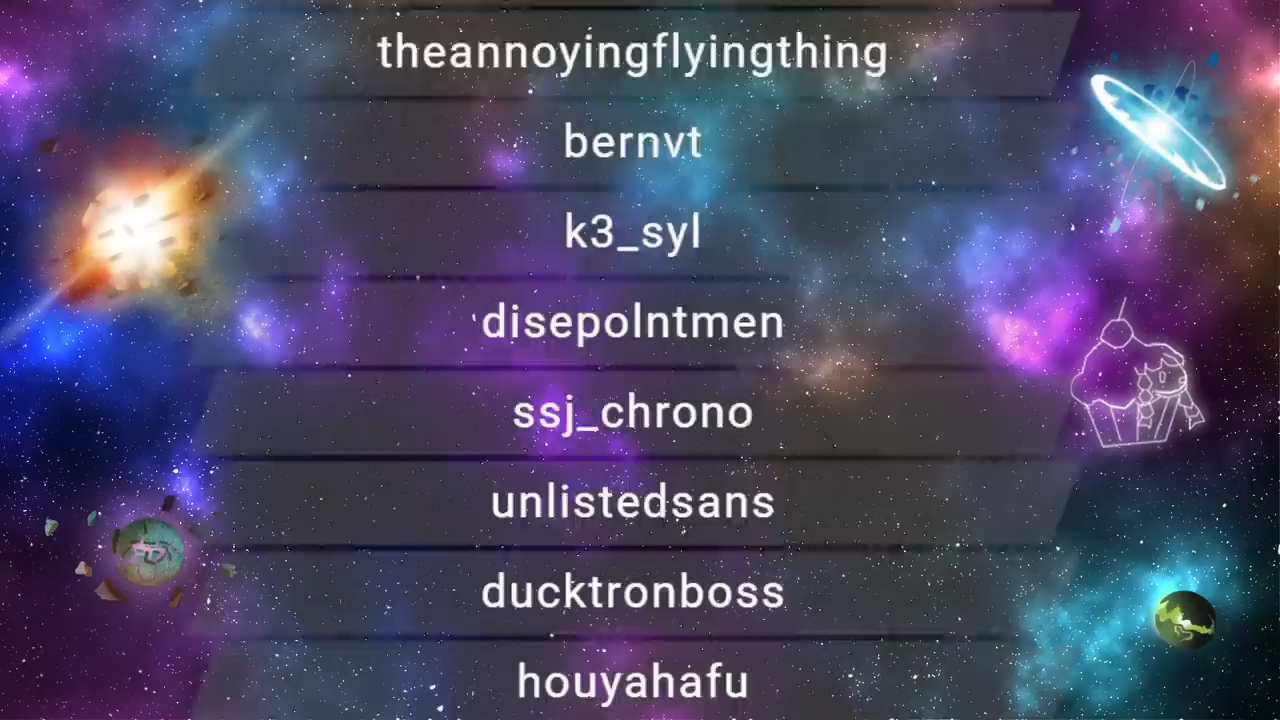 theannoyingflyingthing
bernvt
k3_syl
disepolntmen
ssj_chrono
unlistedsans
ducktronboss
houyahafu